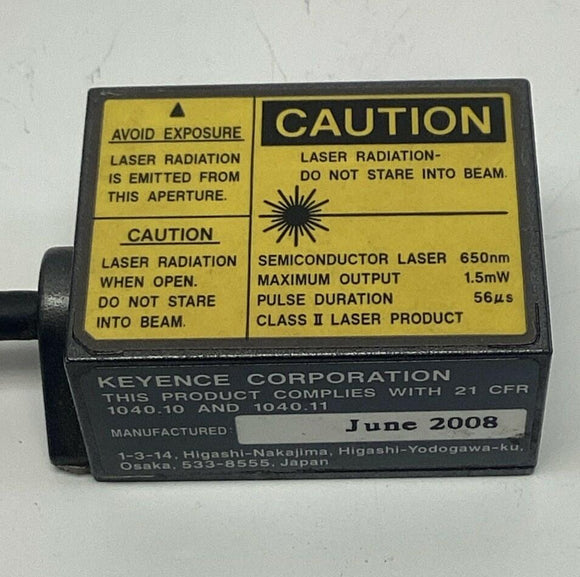 AVOID EXPOSURE
LASER RADIATION
IS EMITTED FROM
THIS APERTURE.
CAUTION
LASER RADIATION
WHEN OPEN.
DO NOT STARE
INTO BEAM.
CAUTION
LASER RADIATION-
DO NOT STARE INTO BEAM.
SEMICONDUCTOR LASER 650nm
MAXIMUM OUTPUT 1.5mW
PULSE DURATION 56μs
CLASS II LASER PRODUCT
KEYENCE CORPORATION
THIS PRODUCT COMPLIES WITH 21 CFR
1040.10 AND 1040.11
MANUFACTURED: June 2008
1-3-14, Higashi-Nakajima, Higashi-Yodogawa-ku,
Osaka, 533-8555, Japan